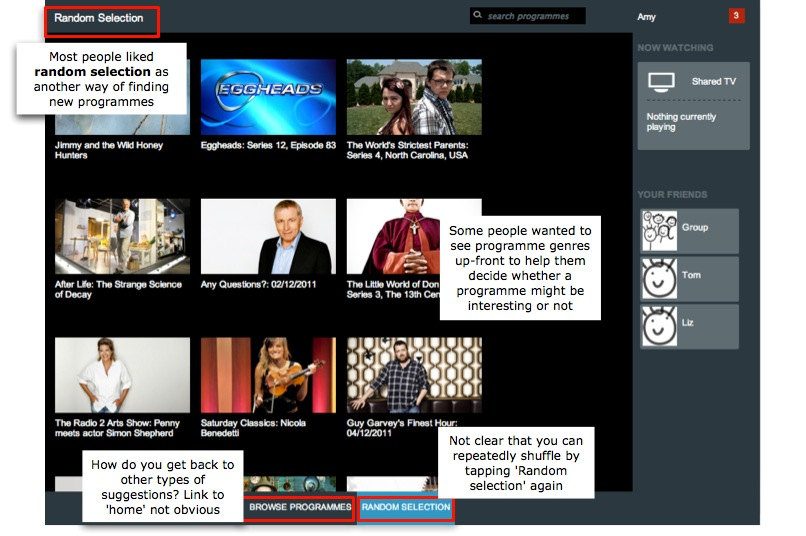 Random Selection
search programmes
Amy
3
Most people liked
random selection as
another way of finding
new programmes
EGGHEADS
Jimmy and the Wild Honey
Hunters
Eggheads: Series 12, Episode 83
The World's Strictest Parents:
Series 4, North Carolina, USA
NOW WATCHING
Shared TV
Nothing currently
playing
YOUR FRIENDS
Group
Tom
Liz
Some people wanted to
see programme genres
up-front to help them
decide whether a
programme might be
interesting or not
After Life: The Strange Science
of Decay
Any Questions?: 02/12/2011
The Little World of Don
Series 3, The 13th Cen
The Radio 2 Arts Show: Penny
meets actor Simon Shepherd
Saturday Classics: Nicola
Benedetti
Guy Garvey's Finest Hour:
04/12/2011
Not clear that you can
repeatedly shuffle by
tapping 'Random
selection' again
How do you get back to
other types of
suggestions? Link to
'home' not obvious
BROWSE PROGRAMMES
RANDOM SELECTION